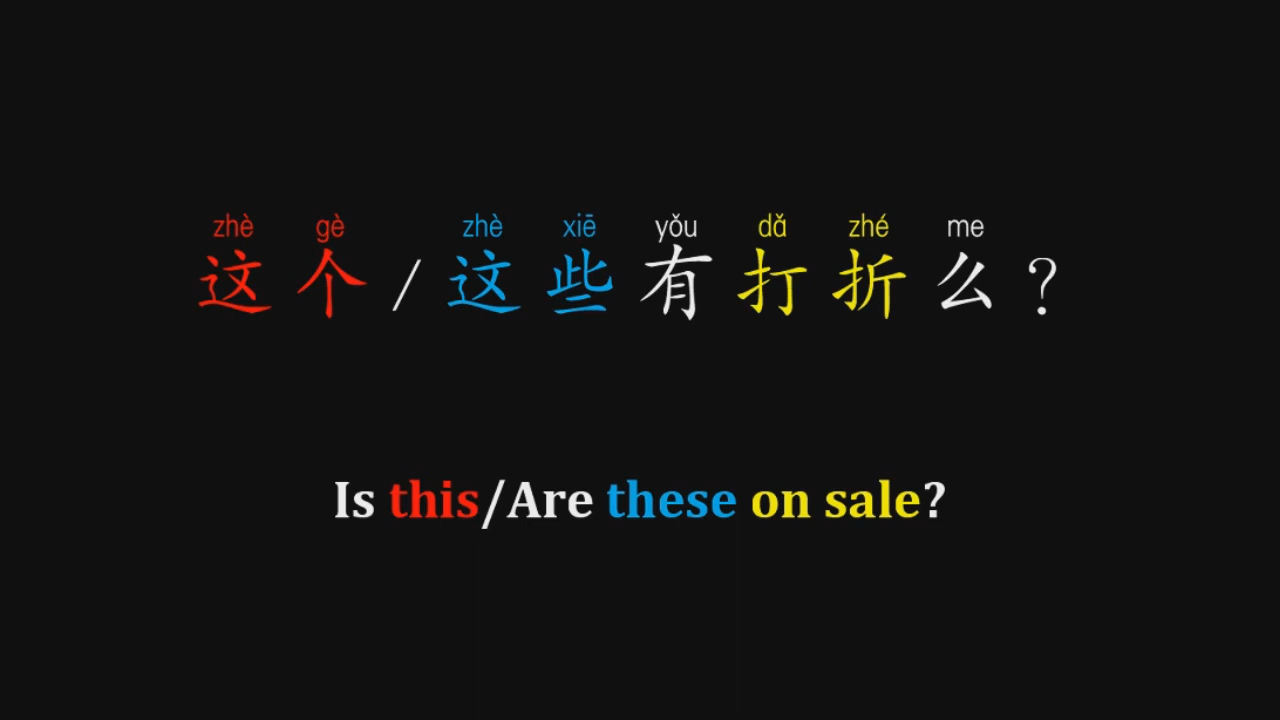 zhè gè zhè xiē yǒu dǎ zhé me
这个/这些有打折么？
Is this/Are these on sale?